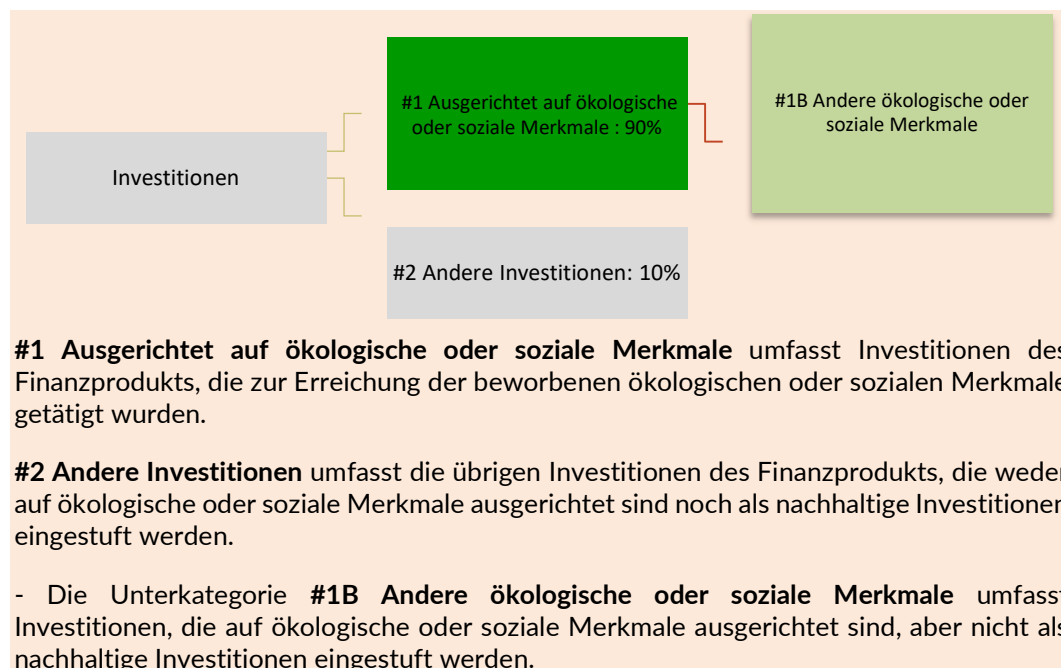 #1 Ausgerichtet auf ökologische
oder soziale Merkmale : 90%
#1B Andere ökologische oder
soziale Merkmale
Investitionen
#2 Andere Investitionen: 10%
#1 Ausgerichtet auf ökologische oder soziale Merkmale umfasst Investitionen des
Finanzprodukts, die zur Erreichung der beworbenen ökologischen oder sozialen Merkmale
getätigt wurden.
#2 Andere Investitionen umfasst die übrigen Investitionen des Finanzprodukts, die weder
auf ökologische oder soziale Merkmale ausgerichtet sind noch als nachhaltige Investitionen
eingestuft werden.
- Die Unterkategorie #1B Andere ökologische oder soziale Merkmale umfasst
Investitionen, die auf ökologische oder soziale Merkmale ausgerichtet sind, aber nicht als
nachhaltige Investitionen eingestuft werden.